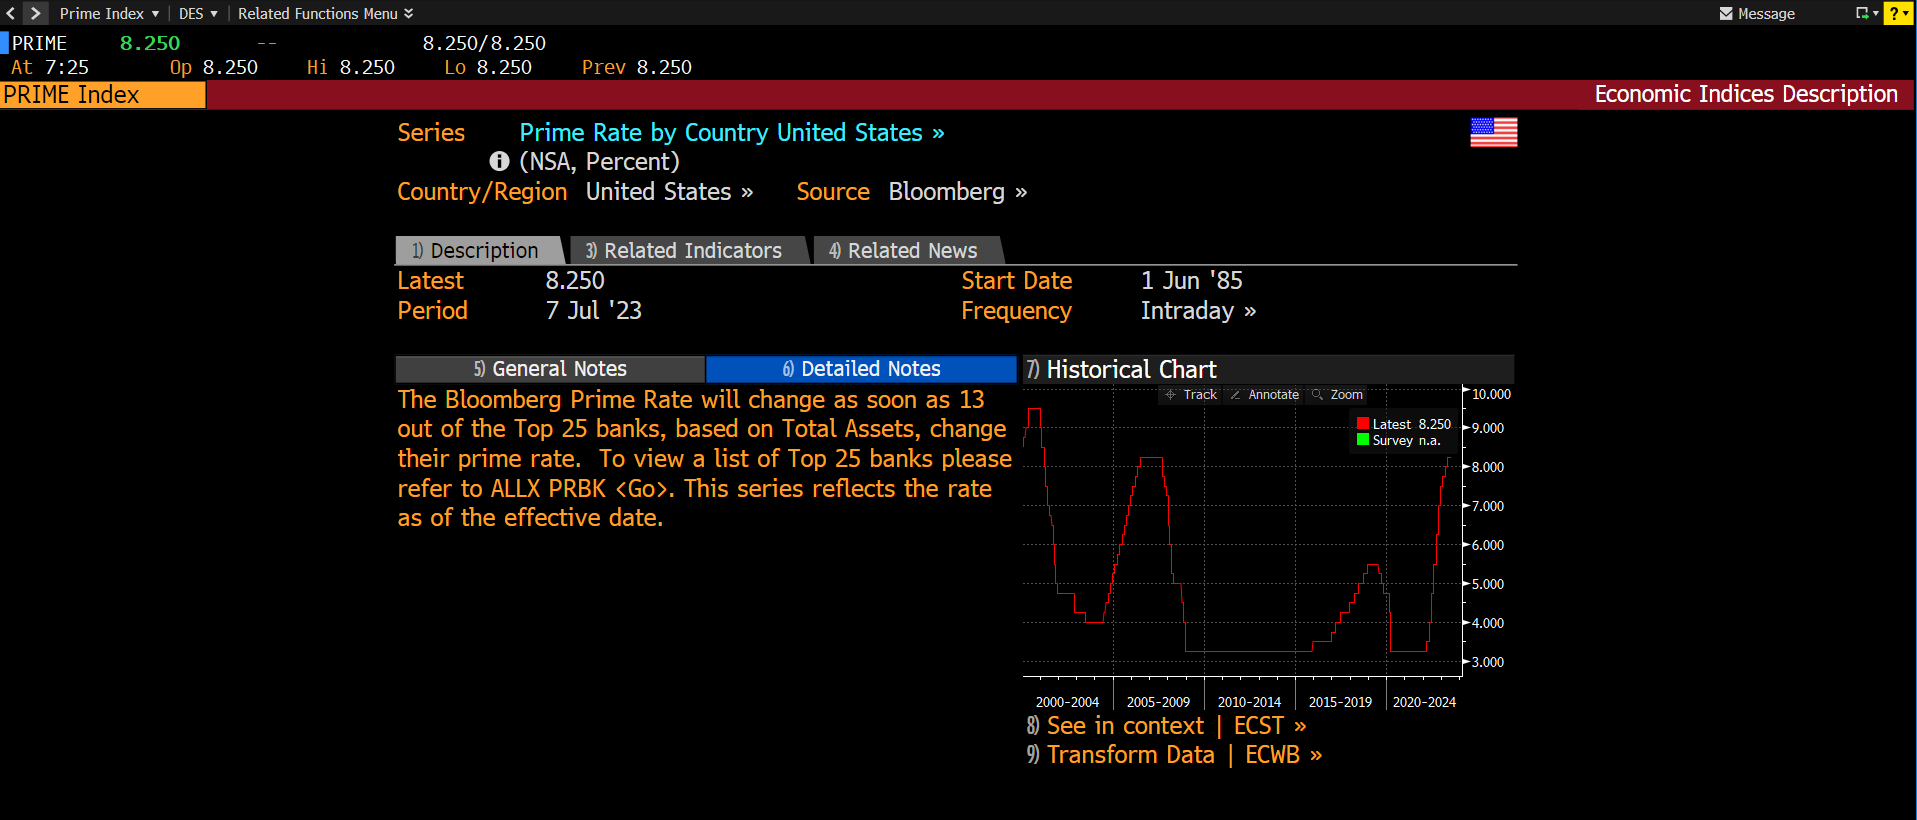 Prime Index DES Related Functions Menu Message ?
PRIME 8.250 -- 8.250/8.250
At 7:25 Op 8.250 Hi 8.250 Lo 8.250 Prev 8.250
PRIME Index Economic Indices Description
Series Prime Rate by Country United States »
(NSA, Percent)
Country/Region United States » Source Bloomberg »
1) Description 3) Related Indicators 4) Related News
Latest 8.250 Start Date 1 Jun '85
Period 7 Jul '23 Frequency Intraday »
5) General Notes 6) Detailed Notes
The Bloomberg Prime Rate will change as soon as 13
out of the Top 25 banks, based on Total Assets, change
their prime rate. To view a list of Top 25 banks please
refer to ALLX PRBK <Go>. This series reflects the rate
as of the effective date.
7) Historical Chart
Track Annotate Zoom
Latest 8.250
Survey n.a.
10.000
9.000
8.000
7.000
6.000
5.000
4.000
3.000
2000-2004 2005-2009 2010-2014 2015-2019 2020-2024
8) See in context | ECST »
9) Transform Data | ECWB »